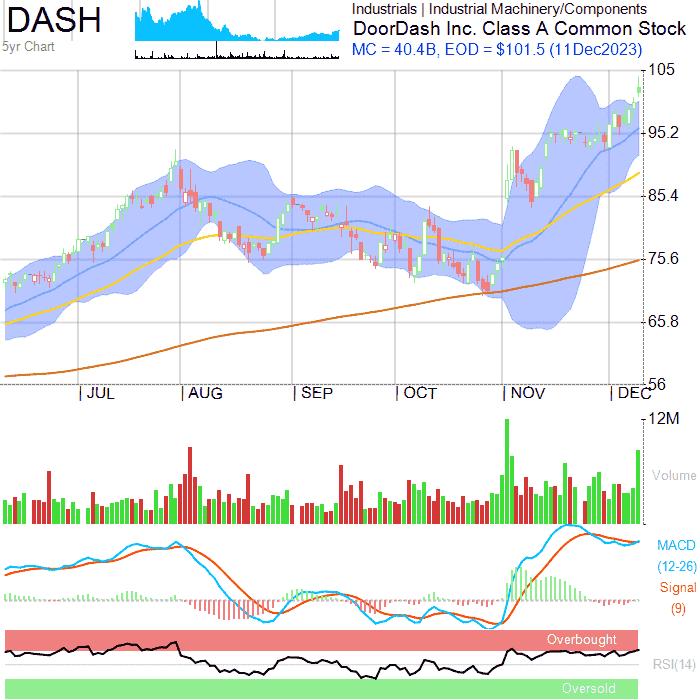 DASH
5yr Chart
Industrials | Industrial Machinery/Components
DoorDash Inc. Class A Common Stock
MC = 40.4B, EOD = $101.5 (11Dec2023)
105
95.2
85.4
75.6
65.8
56
| JUL | AUG | SEP | OCT | NOV | DEC
12M
Volume
MACD
(12-26)
Signal
(9)
Overbought
RSI(14)
Oversold